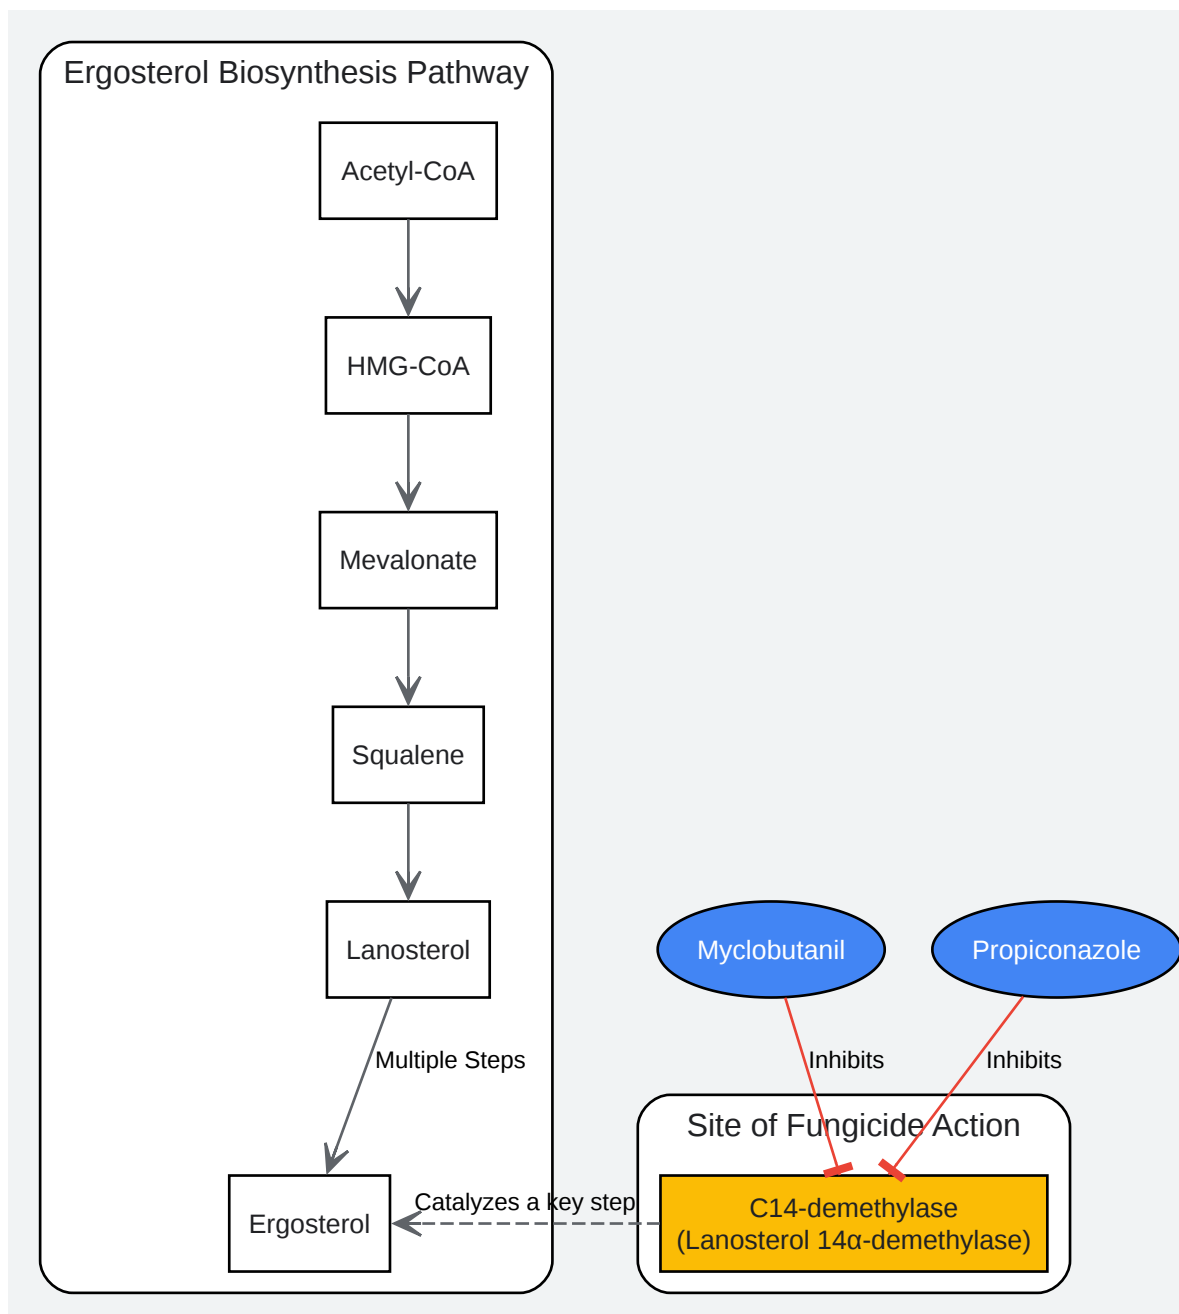 Ergosterol Biosynthesis Pathway
Acetyl-CoA
HMG-CoA
Mevalonate
Squalene
Lanosterol
Myclobutanil
Propiconazole
Multiple Steps
Inhibits
Inhibits
Site of Fungicide Action
Catalyzes a key step
Ergosterol
C14-demethylase
(Lanosterol 14α-demethylase)